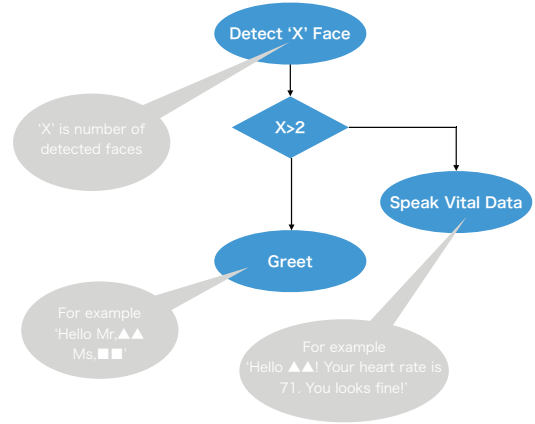 Detect ‘X’ Face
‘X’ is number of
detected faces
X>2
Speak Vital Data
Greet
For example
‘Hello Mr,▲▲
Ms,■■’
For example
‘Hello ▲▲! Your heart rate is
71. You looks fine!’